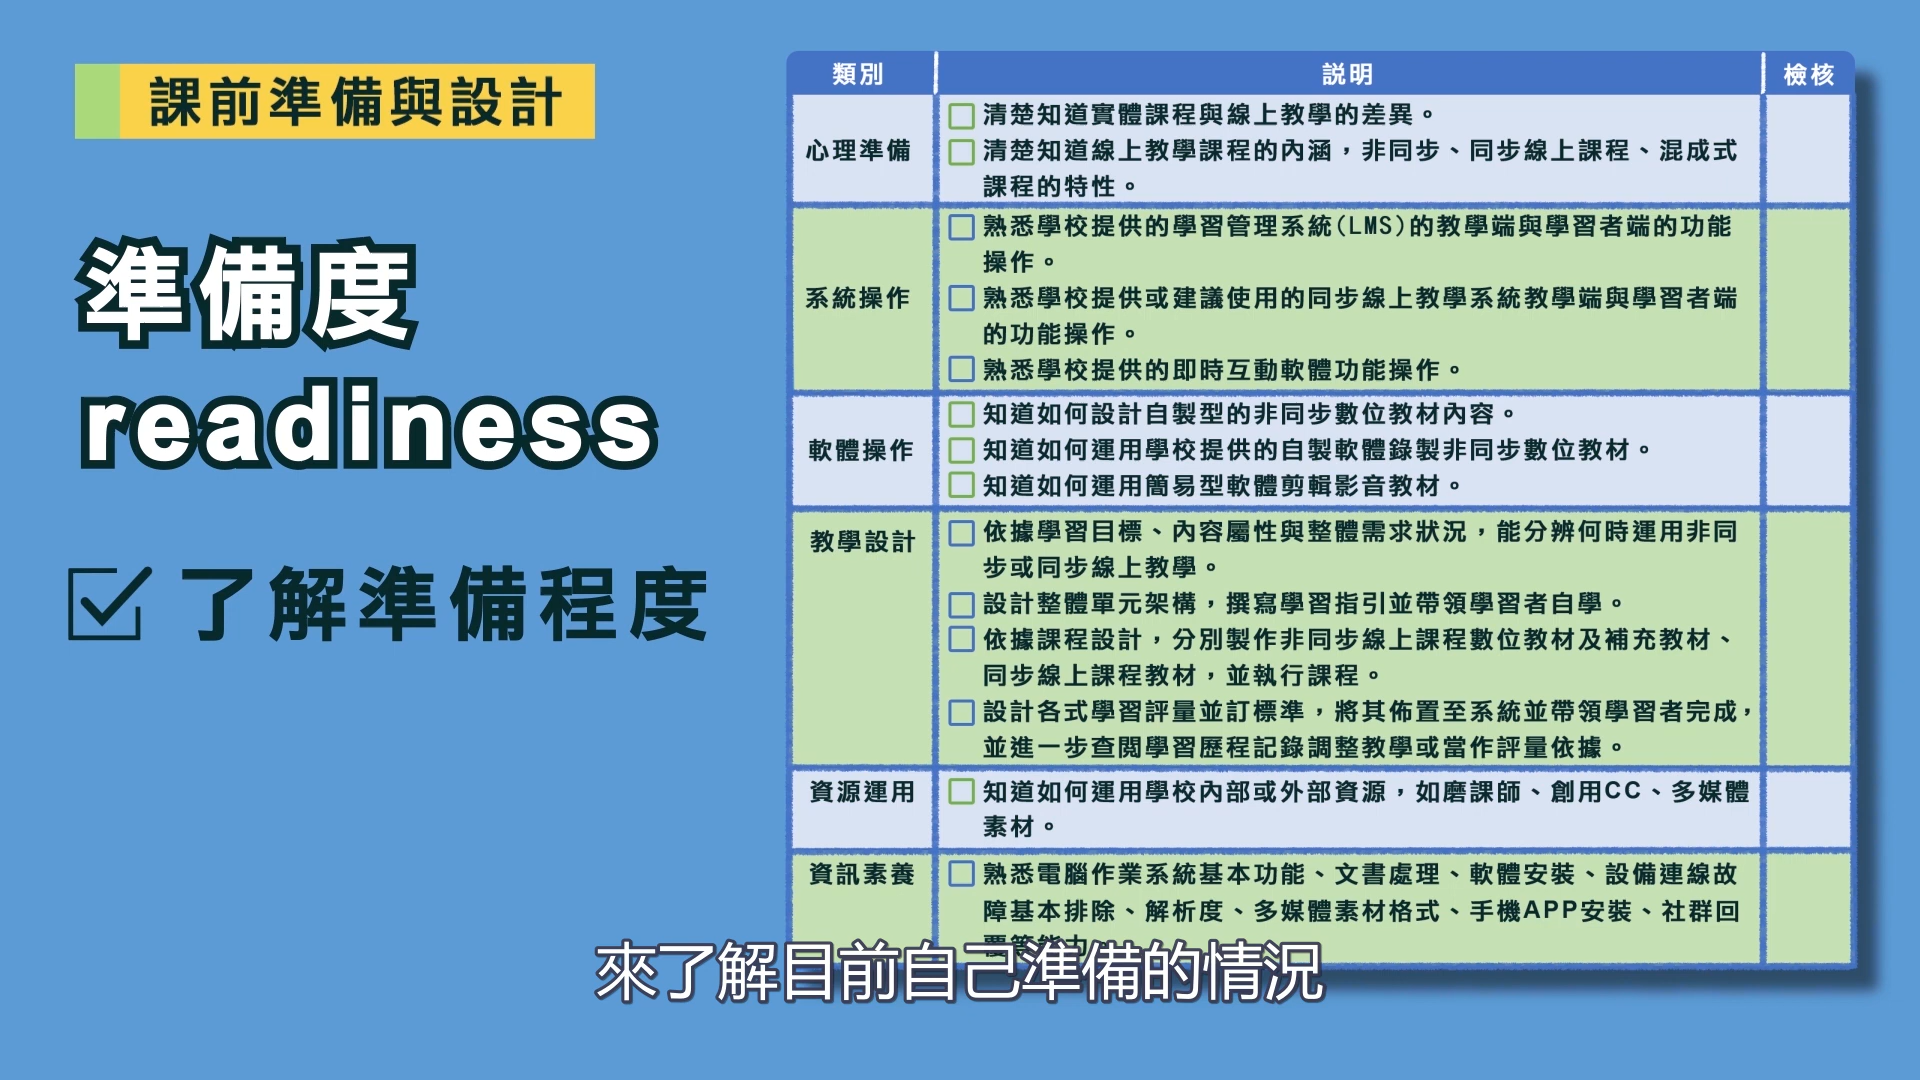 課前準備與設計
準備度
readiness
了解準備程度
類別
説明
檢核
心理準備
清楚知道實體課程與線上教學的差異。
清楚知道線上教學課程的內涵，非同步、同步線上課程、混成式
課程的特性。
系統操作
熟悉學校提供的學習管理系統(LMS)的教學端與學習者端的功能
操作。
熟悉學校提供或建議使用的同步線上教學系統教學端與學習者端
的功能操作。
熟悉學校提供的即時互動軟體功能操作。
軟體操作
知道如何設計自製型的非同步數位教材內容。
知道如何運用學校提供的自製軟體錄製非同步數位教材。
知道如何運用簡易型軟體剪輯影音教材。
教學設計
依據學習目標、內容屬性與整體需求狀況，能分辨何時運用非同
步或同步線上教學。
設計整體單元架構，撰寫學習指引並帶領學習者自學。
依據課程設計，分別製作非同步線上課程數位教材及補充教材、
同步線上課程教材，並執行課程。
設計各式學習評量並訂標準，將其佈置至系統並帶領學習者完成，
並進一步查閱學習歷程記錄調整教學或當作評量依據。
資源運用
知道如何運用學校內部或外部資源，如磨課師、創用CC、多媒體
素材。
資訊素養
熟悉電腦作業系統基本功能、文書處理、軟體安裝、設備連線故
障基本排除、解析度、多媒體素材格式、手機APP安裝、社群回
覆等能力。
來了解目前自己準備的情況